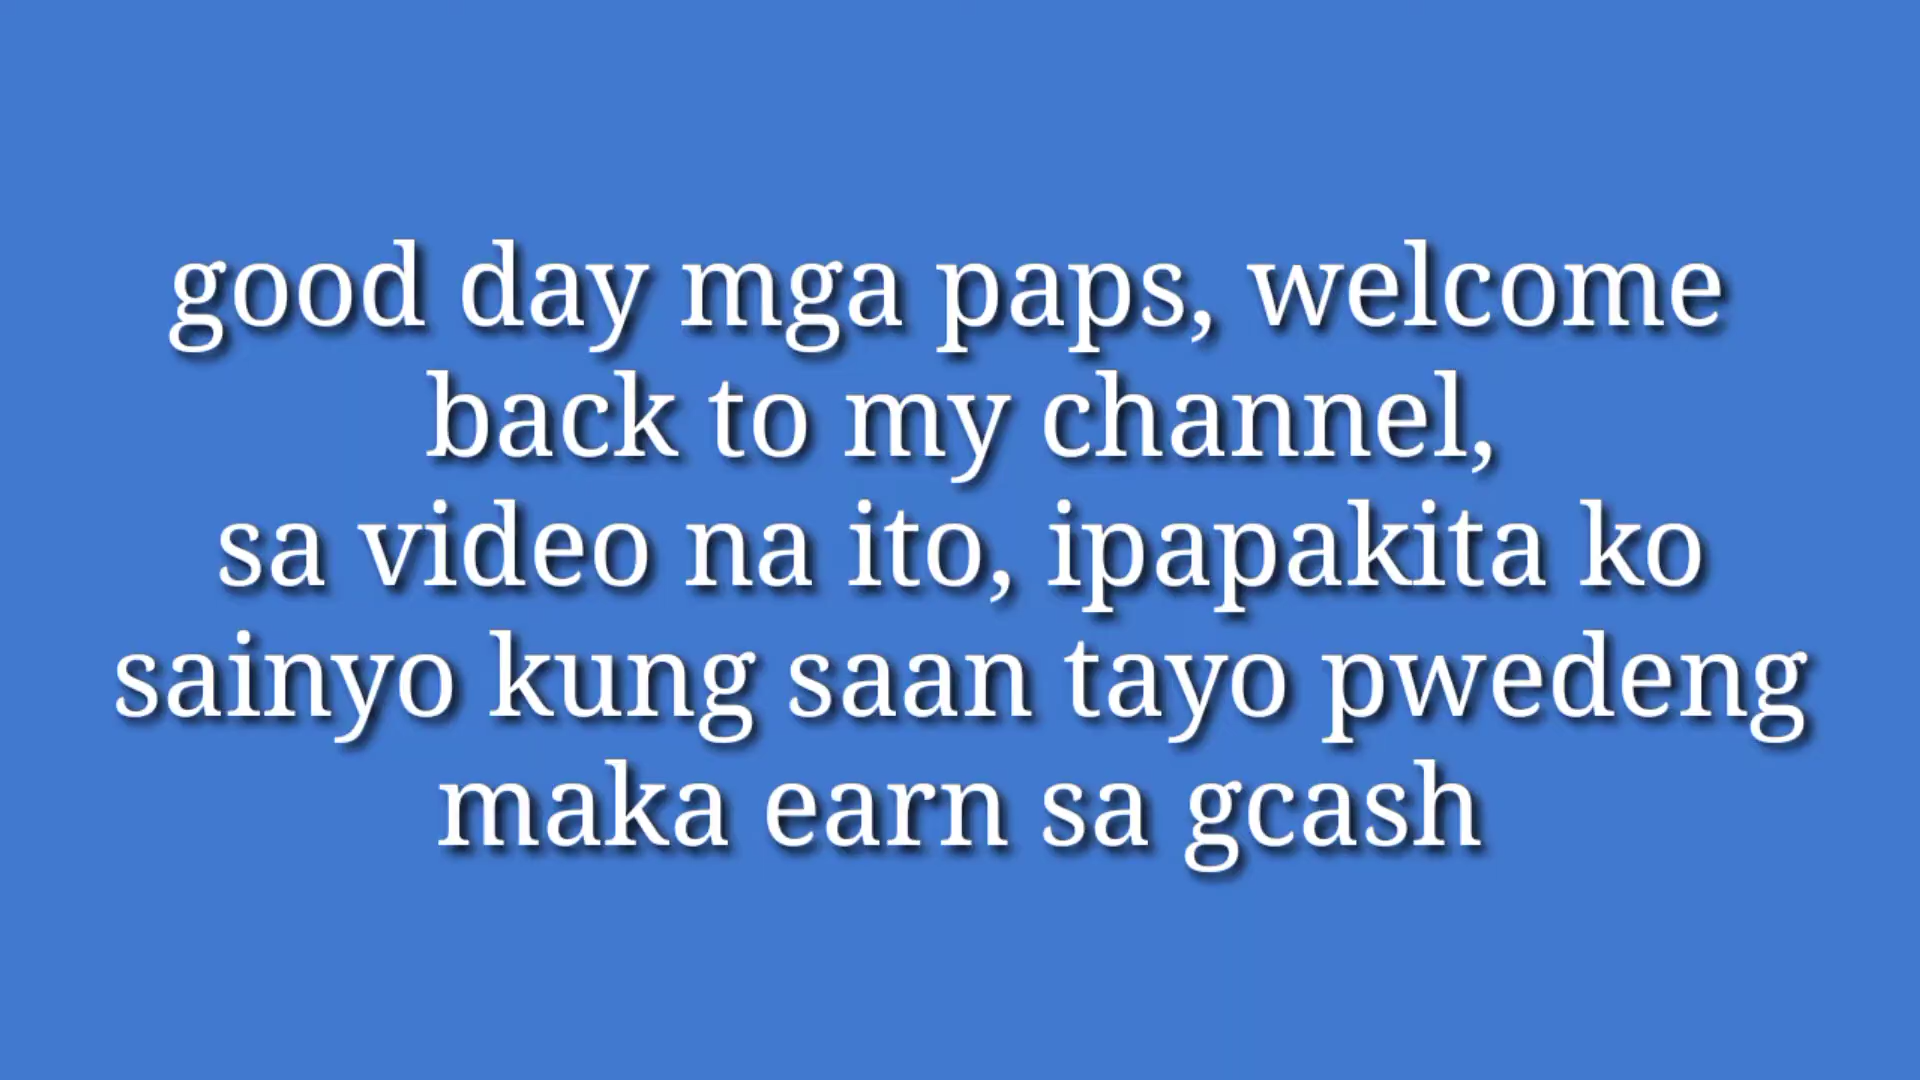 good day mga paps, welcome
back to my channel,
sa video na ito, ipapakita ko
sainyo kung saan tayo pwedeng
maka earn sa gcash